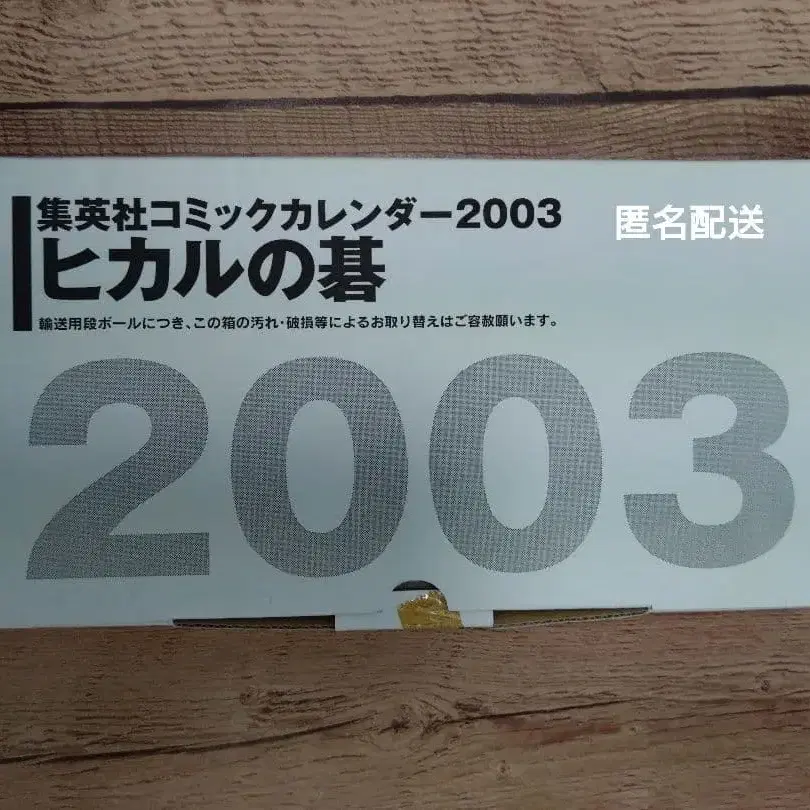 集英社コミックカレンダー2003
匿名配送
ヒカルの碁
輸送用段ボールにつき、この箱の汚れ・破損等によるお取り替えはご容赦願います。
2003